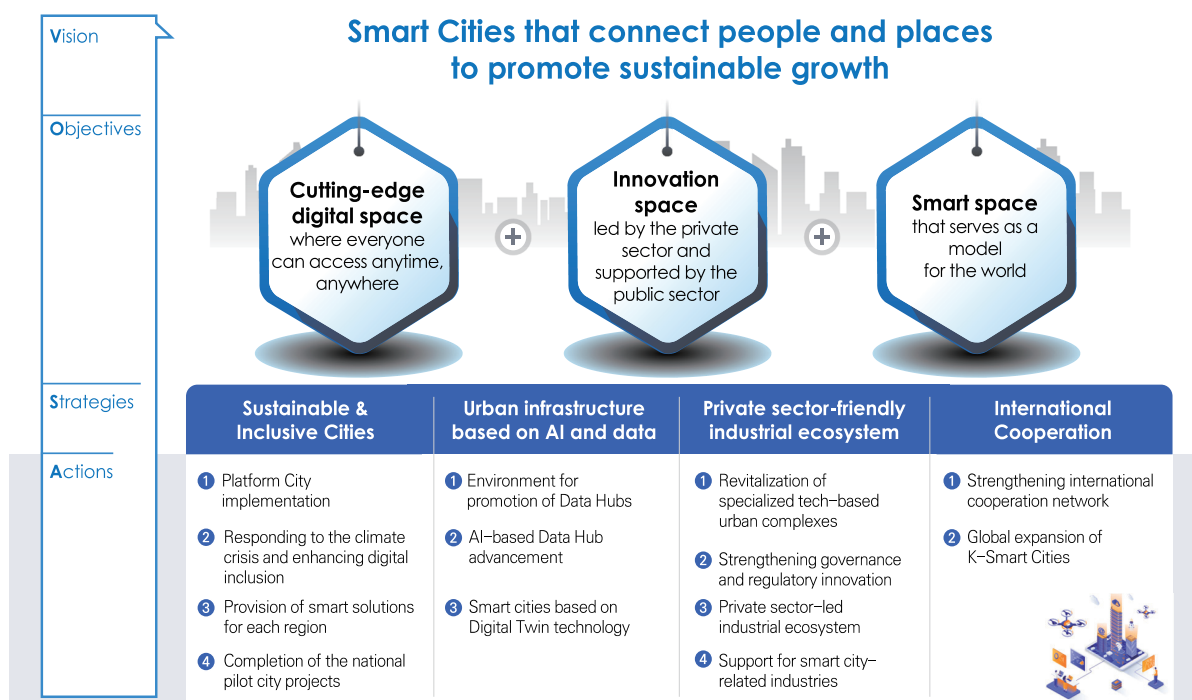 Vision
Smart Cities that connect people and places
to promote sustainable growth
Objectives
Cutting-edge
digital space
where everyone
can access anytime,
anywhere
+
Innovation
space
led by the private
sector and
supported by the
public sector
+
Smart space
that serves as a
model
for the world
Strategies
Sustainable &
Inclusive Cities
Urban infrastructure
based on AI and data
Private sector-friendly
industrial ecosystem
International
Cooperation
Actions
1 Platform City
implementation
2 Responding to the climate
crisis and enhancing digital
inclusion
3 Provision of smart solutions
for each region
4 Completion of the national
pilot city projects
1 Environment for
promotion of Data Hubs
2 AI-based Data Hub
advancement
3 Smart cities based on
Digital Twin technology
1 Revitalization of
specialized tech-based
urban complexes
2 Strengthening governance
and regulatory innovation
3 Private sector-led
industrial ecosystem
4 Support for smart city-
related industries
1 Strengthening international
cooperation network
2 Global expansion of
K-Smart Cities